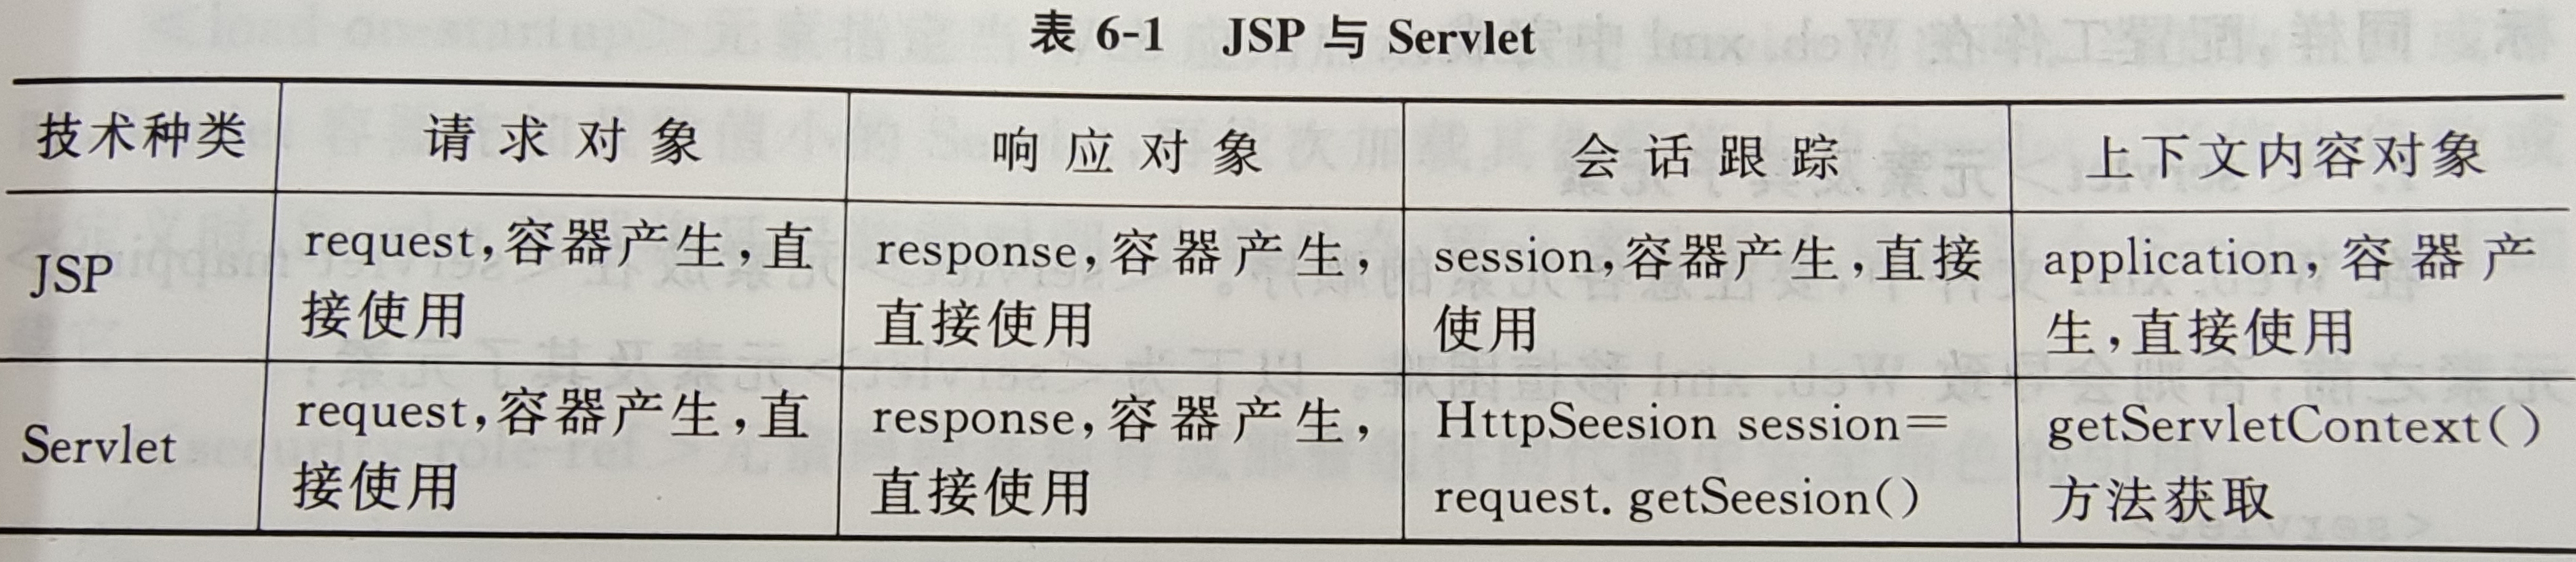 表 6-1 JSP 与 Servlet
技术种类 请求对象 响应对象 会话跟踪 上下文内容对象
JSP
request,容器产生,直
接使用
response,容器产生,
直接使用
session,容器产生,直接
使用
application,容器产
生,直接使用
Servlet
request,容器产生,直
接使用
response,容器产生,
直接使用
HttpSeesion session=
request. getSeesion()
getServletContext()
方法获取